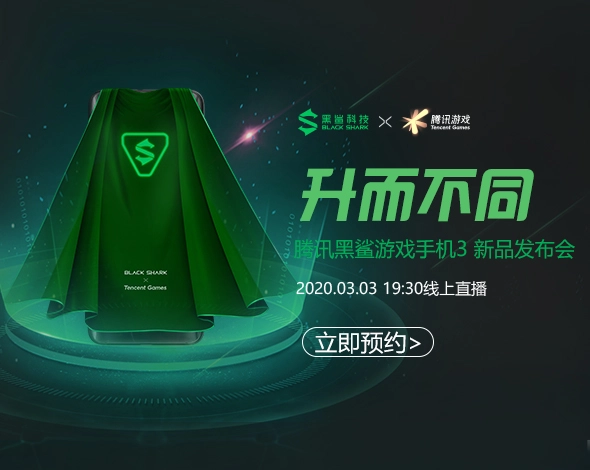 黑鲨科技
BLACK SHARK
×
腾讯游戏
Tencent Games
升而不同
腾讯黑鲨游戏手机3 新品发布会
2020.03.03 19:30线上直播
立即预约>
BLACK SHARK
×
Tencent Games